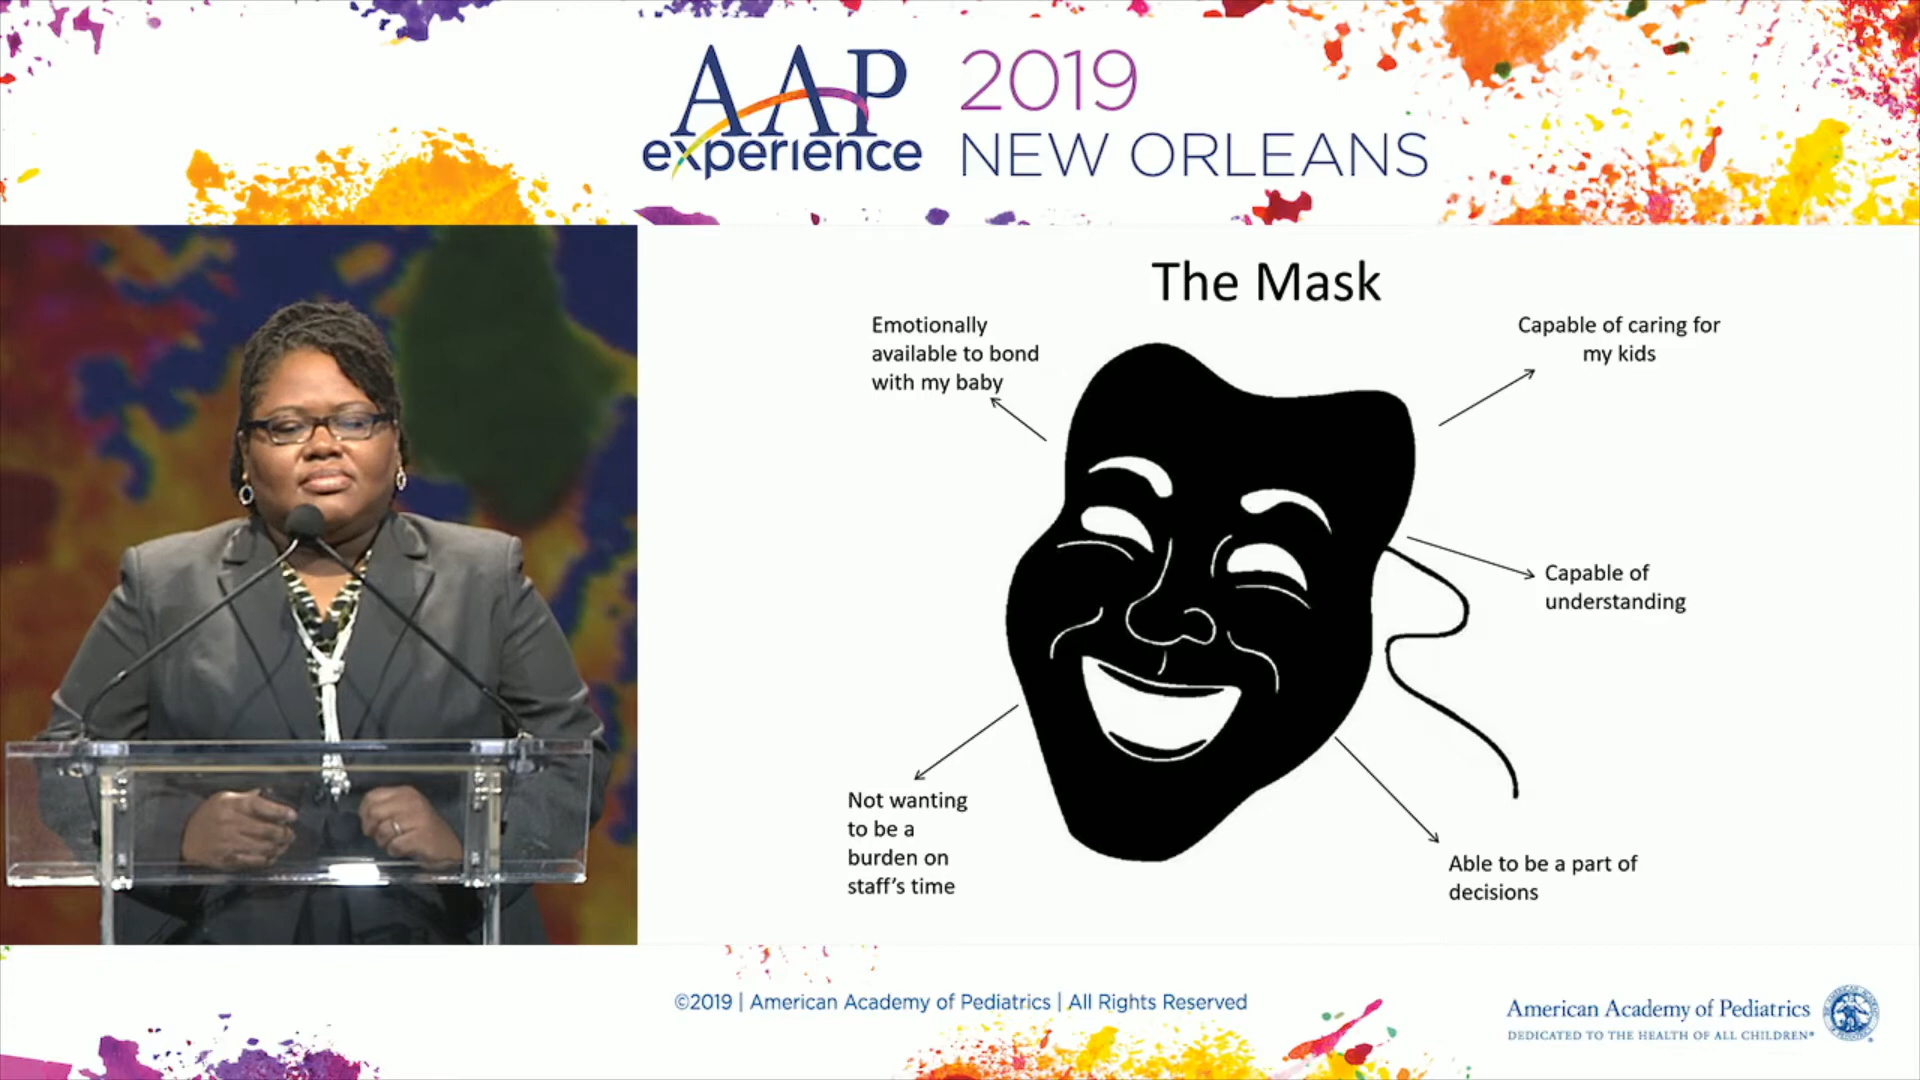 AAP
experience
2019
NEW ORLEANS
The Mask
Emotionally
available to bond
with my baby
Capable of caring for
my kids
Capable of
understanding
Not wanting
to be a
burden on
staff's time
Able to be a part of
decisions
©2019 | American Academy of Pediatrics | All Rights Reserved
American Academy of Pediatrics
DEDICATED TO THE HEALTH OF ALL CHILDREN®